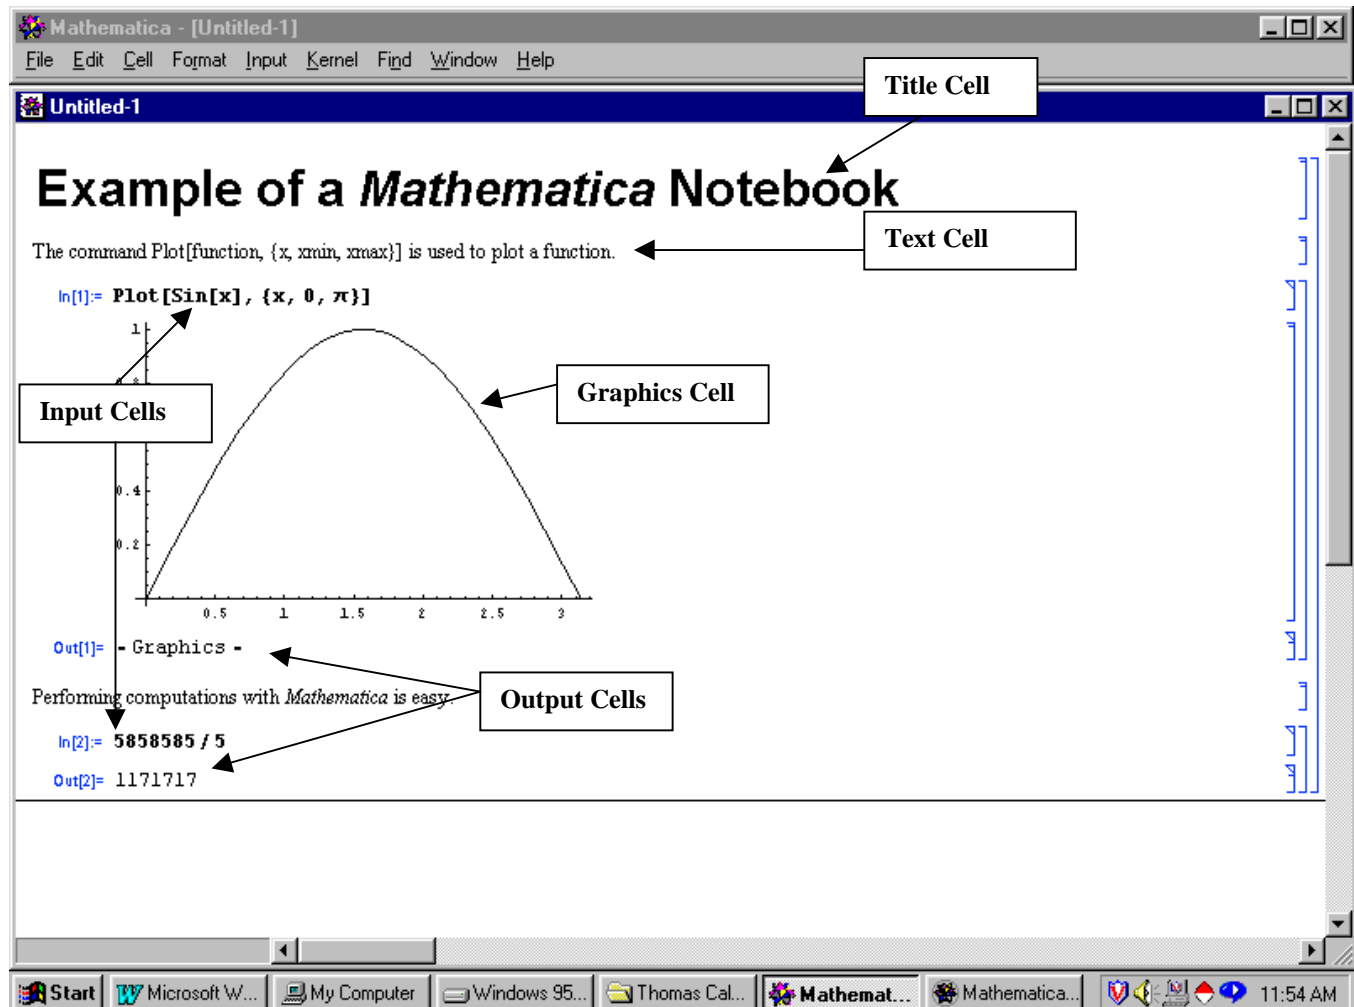 Mathematica - [Untitled-1]
File Edit Cell Format Input Kernel Find Window Help
Title Cell
Untitled-1
Example of a Mathematica Notebook
Text Cell
The command Plot[function, {x, xmin, xmax}] is used to plot a function.
In[1]:= Plot[Sin[x], {x, 0, π}]
1
Graphics Cell
Input Cells
0.4
0.2
0.5 1 1.5 2 2.5 3
Out[1]= - Graphics -
Output Cells
Performing computations with Mathematica is easy.
In[2]:= 5858585 / 5
Out[2]= 1171717
Start Microsoft W... My Computer Windows 95... Thomas Cal... Mathemat... Mathematica... 11:54 AM